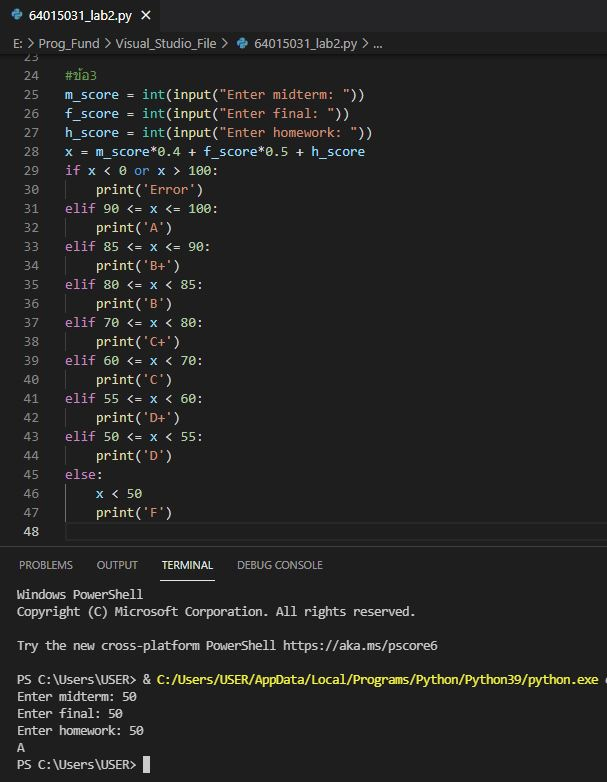 64015031_lab2.py
E: > Prog_Fund > Visual_Studio_File > 64015031_lab2.py > ...
23
24 #ข้อ3
25 m_score = int(input("Enter midterm: "))
26 f_score = int(input("Enter final: "))
27 h_score = int(input("Enter homework: "))
28 x = m_score*0.4 + f_score*0.5 + h_score
29 if x < 0 or x > 100:
30     print('Error')
31 elif 90 <= x <= 100:
32     print('A')
33 elif 85 <= x <= 90:
34     print('B+')
35 elif 80 <= x < 85:
36     print('B')
37 elif 70 <= x < 80:
38     print('C+')
39 elif 60 <= x < 70:
40     print('C')
41 elif 55 <= x < 60:
42     print('D+')
43 elif 50 <= x < 55:
44     print('D')
45 else:
46     x < 50
47     print('F')
48
PROBLEMS OUTPUT TERMINAL DEBUG CONSOLE
Windows PowerShell
Copyright (C) Microsoft Corporation. All rights reserved.
Try the new cross-platform PowerShell https://aka.ms/pscore6
PS C:\Users\USER> & C:/Users/USER/AppData/Local/Programs/Python/Python39/python.exe
Enter midterm: 50
Enter final: 50
Enter homework: 50
A
PS C:\Users\USER>